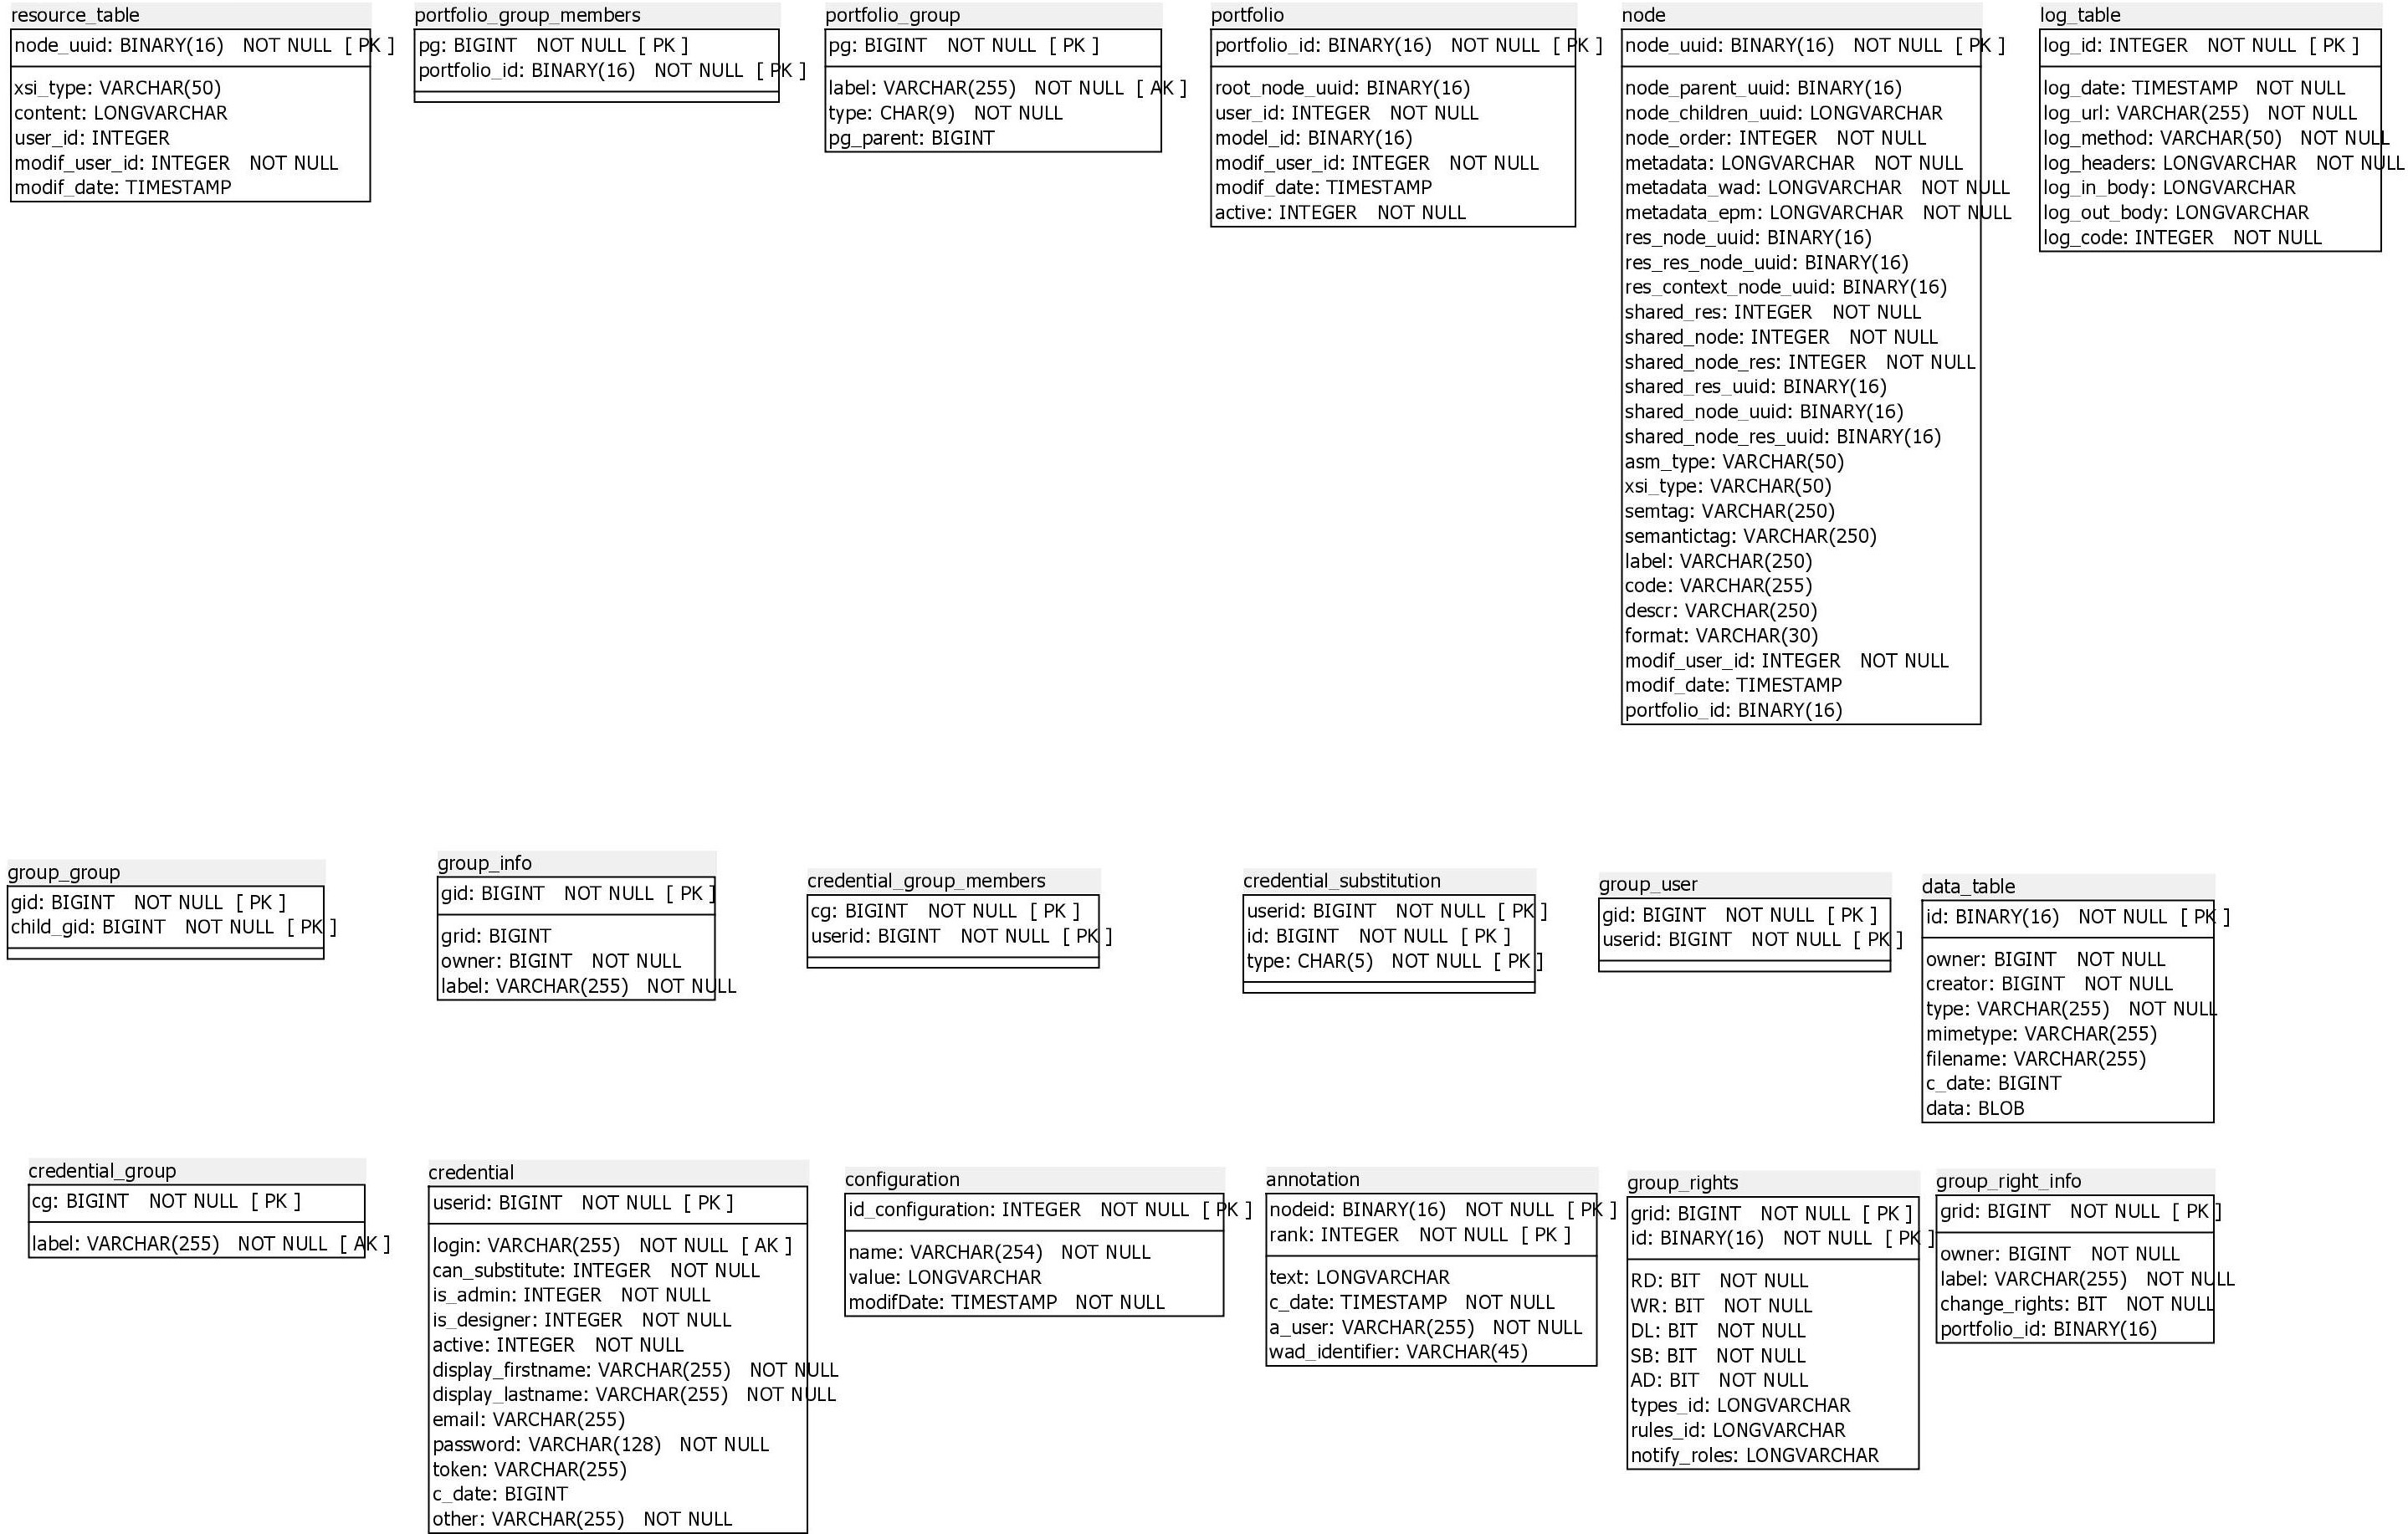 resource_table
node_uuid: BINARY(16)   NOT NULL  [ PK ]
xsi_type: VARCHAR(50)
content: LONGVARCHAR
user_id: INTEGER
modif_user_id: INTEGER   NOT NULL
modif_date: TIMESTAMP
portfolio_group_members
pg: BIGINT   NOT NULL  [ PK ]
portfolio_id: BINARY(16)   NOT NULL  [ PK ]
portfolio_group
pg: BIGINT   NOT NULL  [ PK ]
label: VARCHAR(255)   NOT NULL  [ AK ]
type: CHAR(9)   NOT NULL
pg_parent: BIGINT
portfolio
portfolio_id: BINARY(16)   NOT NULL  [ PK ]
root_node_uuid: BINARY(16)
user_id: INTEGER   NOT NULL
model_id: BINARY(16)
modif_user_id: INTEGER   NOT NULL
modif_date: TIMESTAMP
active: INTEGER   NOT NULL
node
node_uuid: BINARY(16)   NOT NULL  [ PK ]
node_parent_uuid: BINARY(16)
node_children_uuid: LONGVARCHAR
node_order: INTEGER   NOT NULL
metadata: LONGVARCHAR   NOT NULL
metadata_wad: LONGVARCHAR   NOT NULL
metadata_epm: LONGVARCHAR   NOT NULL
res_node_uuid: BINARY(16)
res_res_node_uuid: BINARY(16)
res_context_node_uuid: BINARY(16)
shared_res: INTEGER   NOT NULL
shared_node: INTEGER   NOT NULL
shared_node_res: INTEGER   NOT NULL
shared_res_uuid: BINARY(16)
shared_node_uuid: BINARY(16)
shared_node_res_uuid: BINARY(16)
asm_type: VARCHAR(50)
xsi_type: VARCHAR(50)
semtag: VARCHAR(250)
semantictag: VARCHAR(250)
label: VARCHAR(250)
code: VARCHAR(255)
descr: VARCHAR(250)
format: VARCHAR(30)
modif_user_id: INTEGER   NOT NULL
modif_date: TIMESTAMP
portfolio_id: BINARY(16)
log_table
log_id: INTEGER   NOT NULL  [ PK ]
log_date: TIMESTAMP   NOT NULL
log_url: VARCHAR(255)   NOT NULL
log_method: VARCHAR(50)   NOT NULL
log_headers: LONGVARCHAR   NOT NULL
log_in_body: LONGVARCHAR
log_out_body: LONGVARCHAR
log_code: INTEGER   NOT NULL
group_group
gid: BIGINT   NOT NULL  [ PK ]
child_gid: BIGINT   NOT NULL  [ PK ]
group_info
gid: BIGINT   NOT NULL  [ PK ]
grid: BIGINT
owner: BIGINT   NOT NULL
label: VARCHAR(255)   NOT NULL
credential_group_members
cg: BIGINT   NOT NULL  [ PK ]
userid: BIGINT   NOT NULL  [ PK ]
credential_substitution
userid: BIGINT   NOT NULL  [ PK ]
id: BIGINT   NOT NULL  [ PK ]
type: CHAR(5)   NOT NULL  [ PK ]
group_user
gid: BIGINT   NOT NULL  [ PK ]
userid: BIGINT   NOT NULL  [ PK ]
data_table
id: BINARY(16)   NOT NULL  [ PK ]
owner: BIGINT   NOT NULL
creator: BIGINT   NOT NULL
type: VARCHAR(255)   NOT NULL
mimetype: VARCHAR(255)
filename: VARCHAR(255)
c_date: BIGINT
data: BLOB
credential_group
cg: BIGINT   NOT NULL  [ PK ]
label: VARCHAR(255)   NOT NULL  [ AK ]
credential
userid: BIGINT   NOT NULL  [ PK ]
login: VARCHAR(255)   NOT NULL  [ AK ]
can_substitute: INTEGER   NOT NULL
is_admin: INTEGER   NOT NULL
is_designer: INTEGER   NOT NULL
active: INTEGER   NOT NULL
display_firstname: VARCHAR(255)   NOT NULL
display_lastname: VARCHAR(255)   NOT NULL
email: VARCHAR(255)
password: VARCHAR(128)   NOT NULL
token: VARCHAR(255)
c_date: BIGINT
other: VARCHAR(255)   NOT NULL
configuration
id_configuration: INTEGER   NOT NULL  [ PK ]
name: VARCHAR(254)   NOT NULL
value: LONGVARCHAR
modifDate: TIMESTAMP   NOT NULL
annotation
nodeid: BINARY(16)   NOT NULL  [ PK ]
rank: INTEGER   NOT NULL  [ PK ]
text: LONGVARCHAR
c_date: TIMESTAMP   NOT NULL
a_user: VARCHAR(255)   NOT NULL
wad_identifier: VARCHAR(45)
group_rights
grid: BIGINT   NOT NULL  [ PK ]
id: BINARY(16)   NOT NULL  [ PK ]
RD: BIT   NOT NULL
WR: BIT   NOT NULL
DL: BIT   NOT NULL
SB: BIT   NOT NULL
AD: BIT   NOT NULL
types_id: LONGVARCHAR
rules_id: LONGVARCHAR
notify_roles: LONGVARCHAR
group_right_info
grid: BIGINT   NOT NULL  [ PK ]
owner: BIGINT   NOT NULL
label: VARCHAR(255)   NOT NULL
change_rights: BIT   NOT NULL
portfolio_id: BINARY(16)